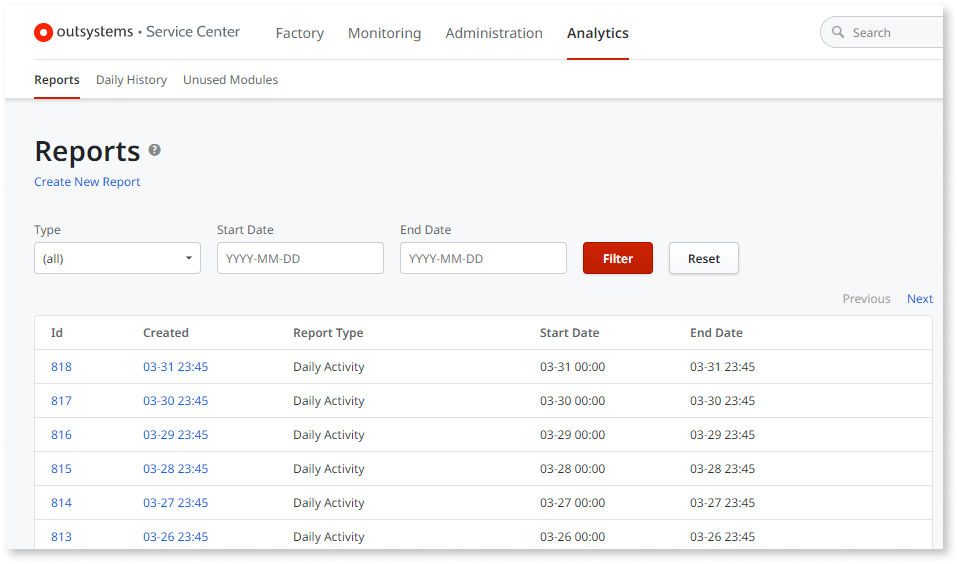 outsystems • Service Center Factory Monitoring Administration Analytics Search
Reports Daily History Unused Modules
Reports ?
Create New Report
Type Start Date End Date
(all) YYYY-MM-DD YYYY-MM-DD Filter Reset
Previous Next
Id Created Report Type Start Date End Date
818 03-31 23:45 Daily Activity 03-31 00:00 03-31 23:45
817 03-30 23:45 Daily Activity 03-30 00:00 03-30 23:45
816 03-29 23:45 Daily Activity 03-29 00:00 03-29 23:45
815 03-28 23:45 Daily Activity 03-28 00:00 03-28 23:45
814 03-27 23:45 Daily Activity 03-27 00:00 03-27 23:45
813 03-26 23:45 Daily Activity 03-26 00:00 03-26 23:45